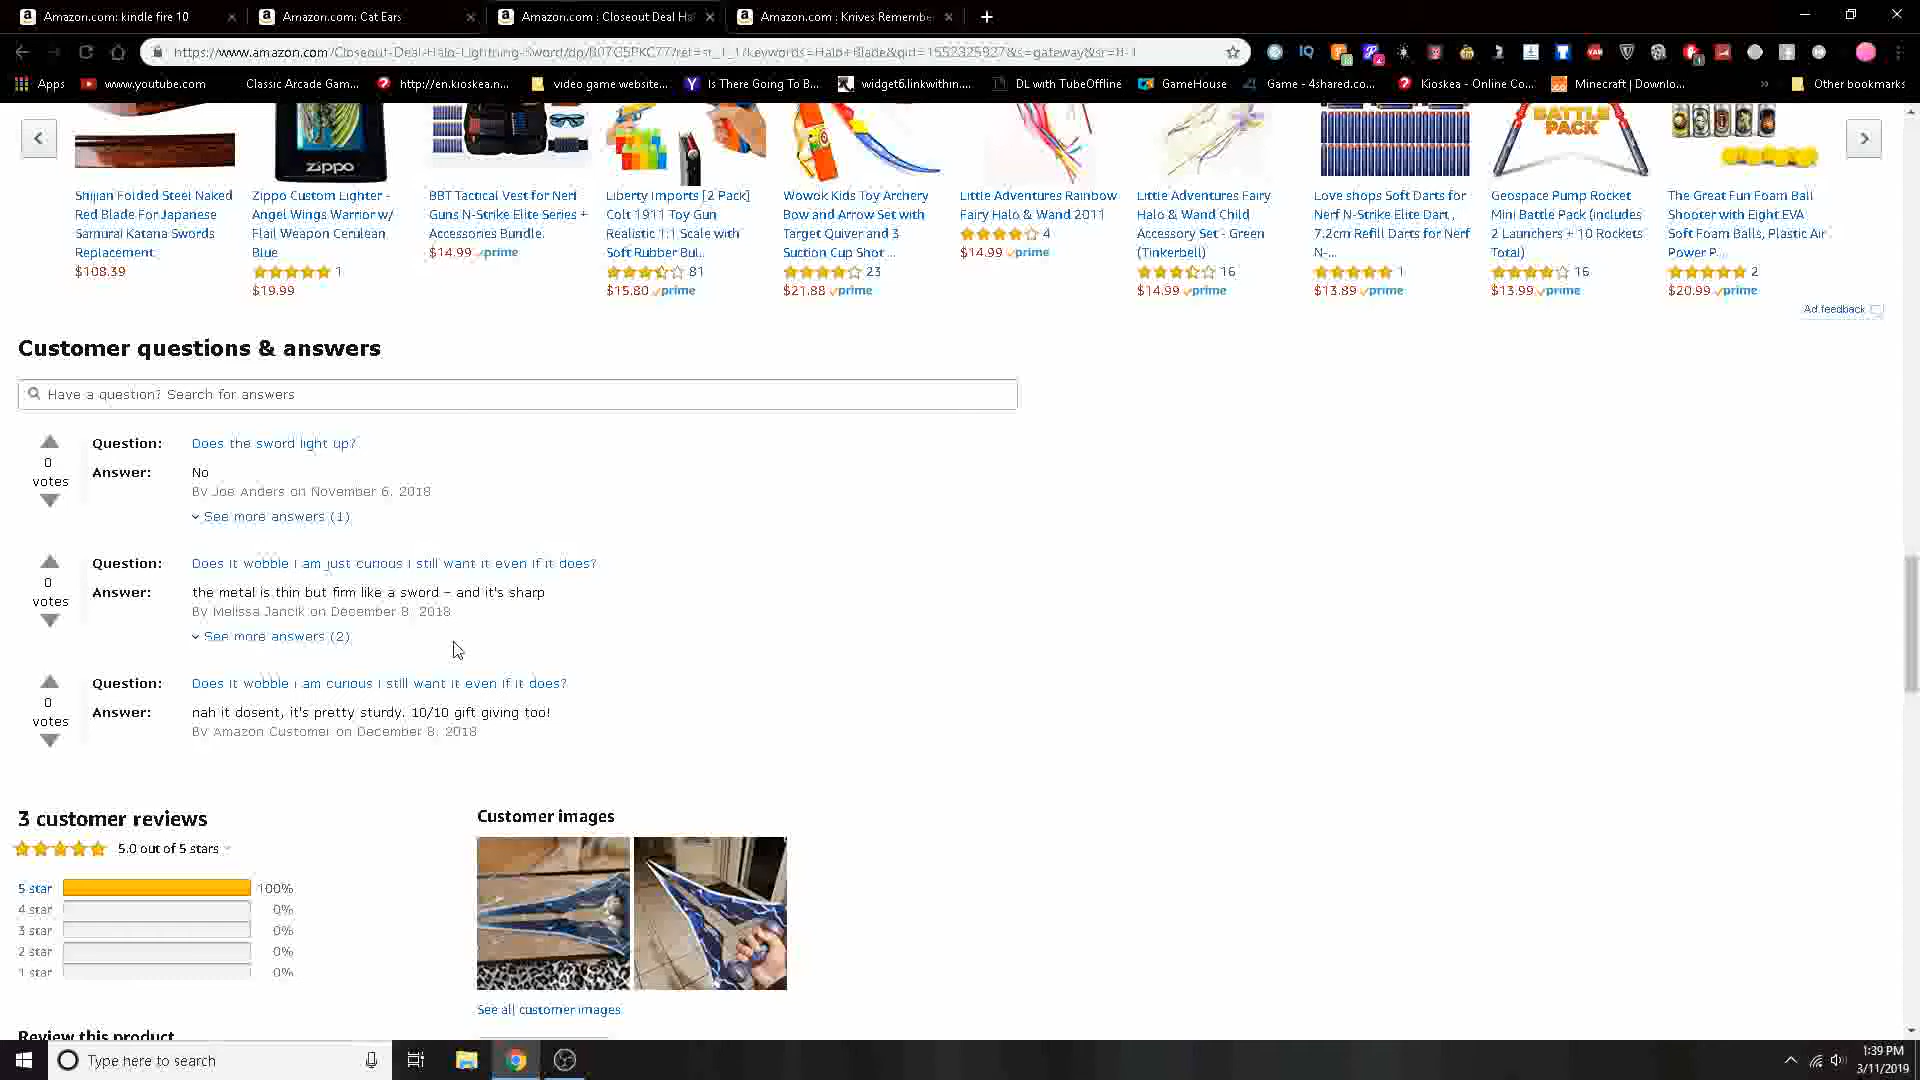 Amazon.com: kindle fire 10
Amazon.com: Cat Ears
Amazon.com : Closeout Deal Ha
Amazon.com : Knives Remembe
Apps
www.youtube.com
Classic Arcade Gam...
http://en.kioskea.n...
video game website...
Is There Going To B...
widget6.linkwithin....
DL with TubeOffline
GameHouse
Game - 4shared.co...
Kioskea - Online Co...
Minecraft | Downlo...
»
Other bookmarks
zippo
BATTLE
PACK
Shijian Folded Steel Naked
Red Blade For Japanese
Samurai Katana Swords
Replacement
$108.39
Zippo Custom Lighter -
Angel Wings Warrior w/
Flail Weapon Cerulean
Blue
1
$19.99
BBT Tactical Vest for Nerf
Guns N-Strike Elite Series +
Accessories Bundle.
$14.99 prime
Liberty Imports [2 Pack]
Colt 1911 Toy Gun
Realistic 1:1 Scale with
Soft Rubber Bul...
81
$15.80 prime
Wowok Kids Toy Archery
Bow and Arrow Set with
Target Quiver and 3
Suction Cup Shot ...
23
$21.88 prime
Little Adventures Rainbow
Fairy Halo & Wand 2011
4
$14.99 prime
Little Adventures Fairy
Halo & Wand Child
Accessory Set - Green
(Tinkerbell)
16
$14.99 prime
Love shops Soft Darts for
Nerf N-Strike Elite Dart ,
7.2cm Refill Darts for Nerf
N-...
1
$13.89 prime
Geospace Pump Rocket
Mini Battle Pack (includes
2 Launchers + 10 Rockets
Total)
16
$13.99 prime
The Great Fun Foam Ball
Shooter with Eight EVA
Soft Foam Balls, Plastic Air
Power P...
2
$20.99 prime
Ad feedback
Customer questions & answers
Have a question? Search for answers
0
votes
Question: Does the sword light up?
Answer: No
By Joe Anders on November 6, 2018
See more answers (1)
0
votes
Question: Does it wobble i am just curious I still want it even if it does?
Answer: the metal is thin but firm like a sword – and it's sharp
By Melissa Jancik on December 8, 2018
See more answers (2)
0
votes
Question: Does it wobble i am curious I still want it even if it does?
Answer: nah it dosent, it's pretty sturdy. 10/10 gift giving too!
By Amazon Customer on December 8, 2018
3 customer reviews
5.0 out of 5 stars
5 star 100%
4 star 0%
3 star 0%
2 star 0%
1 star 0%
Customer images
See all customer images
Review this product
Type here to search
1:39 PM
3/11/2019